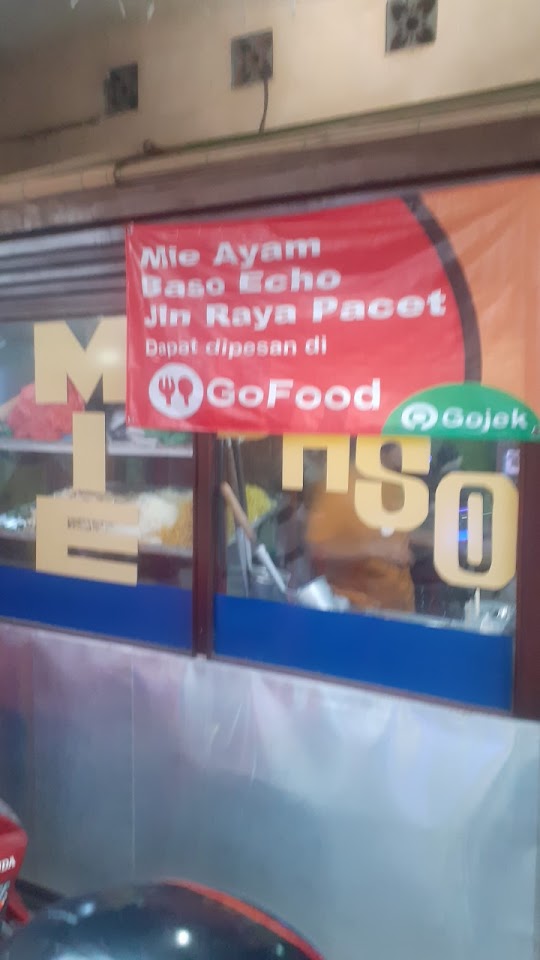 Mie Ayam
Baso Echo
Jln Raya Pacet
Dapat dipesan di
GoFood
Gojek
MIE
BASO